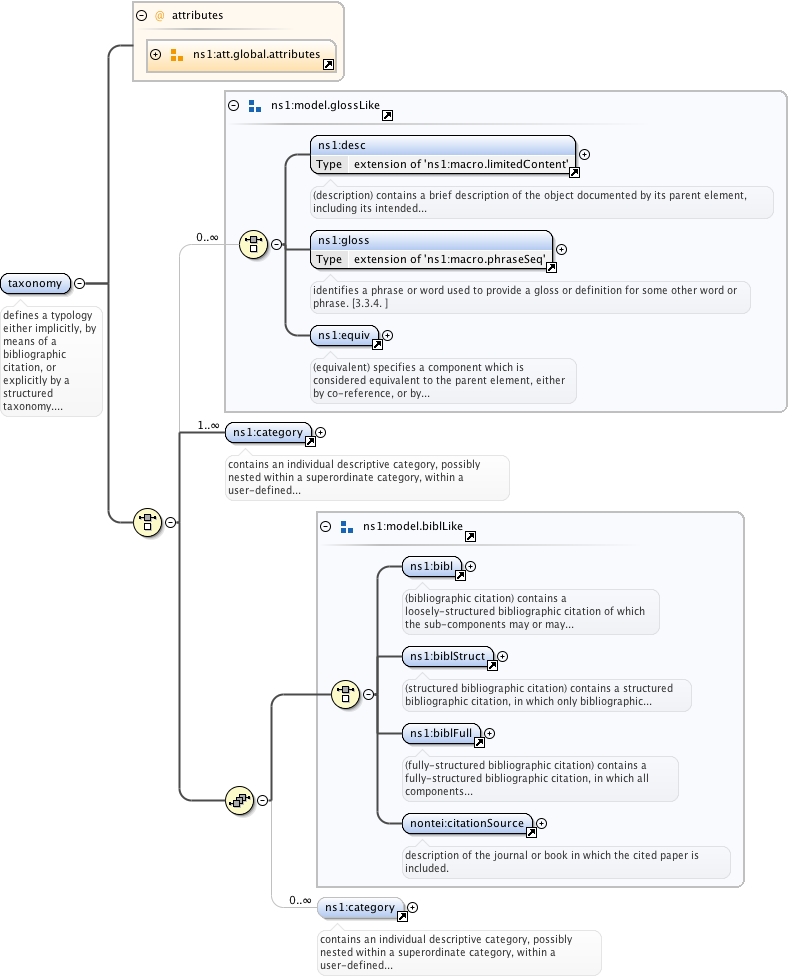 @ attributes
ns1:att.global.attributes
ns1:model.glossLike
ns1:desc
Type extension of 'ns1:macro.limitedContent'
(description) contains a brief description of the object documented by its parent element,
including its intended...
0..∞
ns1:gloss
Type extension of 'ns1:macro.phraseSeq'
identifies a phrase or word used to provide a gloss or definition for some other word or
phrase. [3.3.4. ]
taxonomy
defines a typology
either implicitly, by
means of a
bibliographic
citation, or
explicitly by a
structured
taxonomy....
ns1:equiv
(equivalent) specifies a component which is
considered equivalent to the parent element, either
by co-reference, or by...
1..∞
ns1:category
contains an individual descriptive category, possibly
nested within a superordinate category, within a
user-defined...
ns1:model.biblLike
ns1:bibl
(bibliographic citation) contains a
loosely-structured bibliographic citation of which
the sub-components may or may...
ns1:biblStruct
(structured bibliographic citation) contains a structured
bibliographic citation, in which only bibliographic...
ns1:biblFull
(fully-structured bibliographic citation) contains a
fully-structured bibliographic citation, in which all
components...
nontei:citationSource
description of the journal or book in which the cited paper is
included.
0..∞
ns1:category
contains an individual descriptive category, possibly
nested within a superordinate category, within a
user-defined...